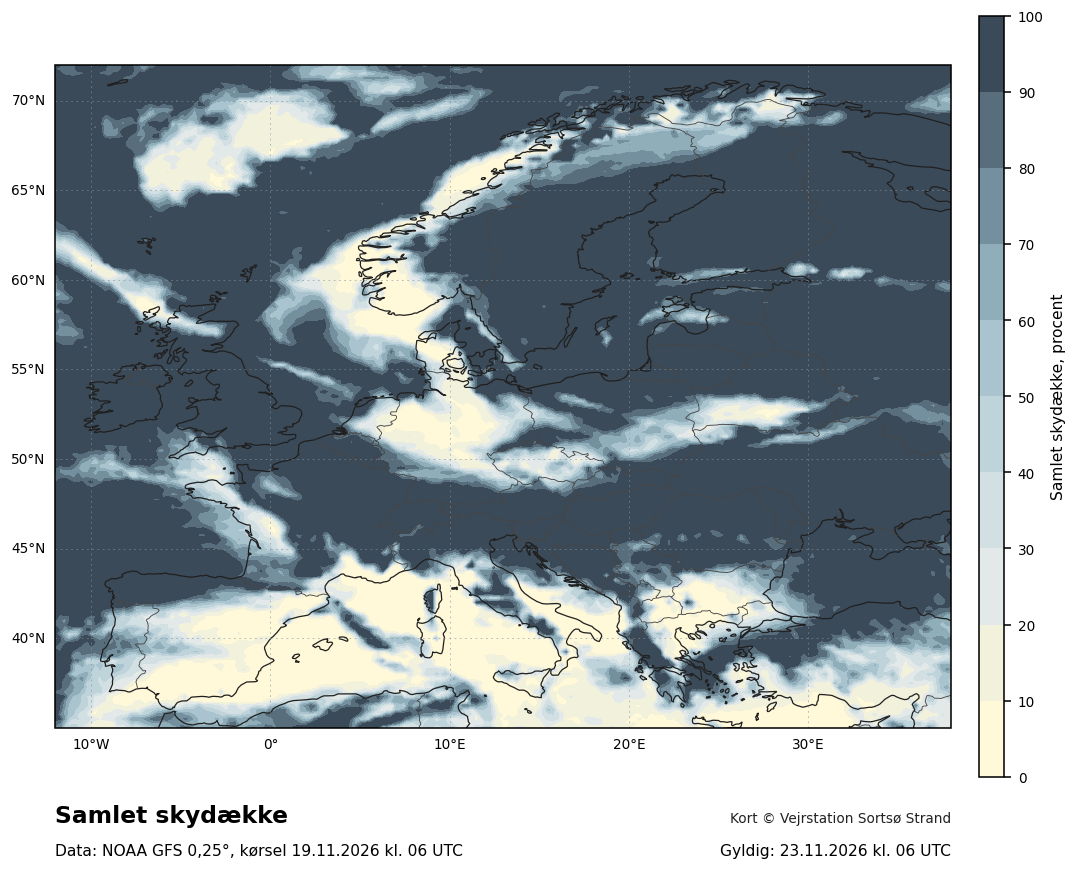 70°N
65°N
60°N
55°N
50°N
45°N
40°N
10°W
0°
10°E
20°E
30°E
100
90
80
70
60
50
40
30
20
10
0
Samlet skydække, procent
Samlet skydække
Kort © Vejrstation Sortsø Strand
Data: NOAA GFS 0,25°, kørsel 19.11.2026 kl. 06 UTC
Gyldig: 23.11.2026 kl. 06 UTC